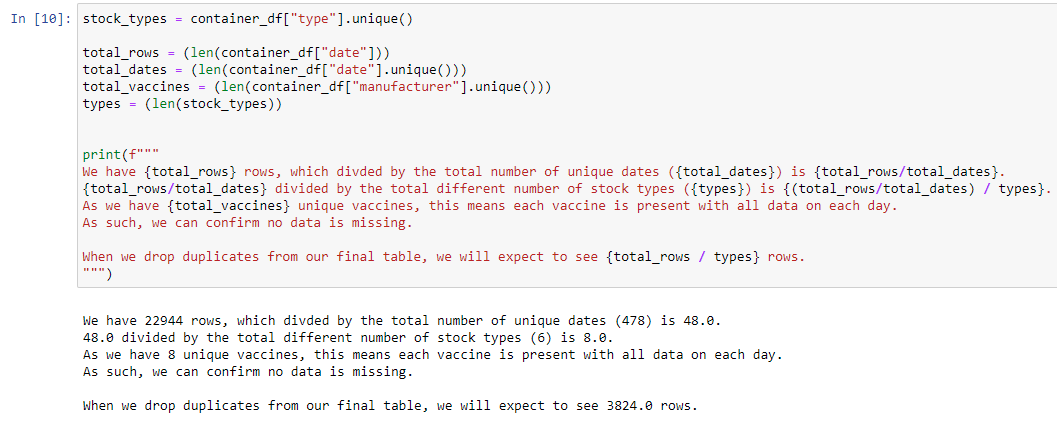 In [10]: stock_types = container_df["type"].unique()
total_rows = (len(container_df["date"]))
total_dates = (len(container_df["date"].unique()))
total_vaccines = (len(container_df["manufacturer"].unique()))
types = (len(stock_types))
print(f"""
We have {total_rows} rows, which divded by the total number of unique dates ({total_dates}) is {total_rows/total_dates}.
{total_rows/total_dates} divided by the total different number of stock types ({types}) is {(total_rows/total_dates) / types}.
As we have {total_vaccines} unique vaccines, this means each vaccine is present with all data on each day.
As such, we can confirm no data is missing.
When we drop duplicates from our final table, we will expect to see {total_rows / types} rows.
""")
We have 22944 rows, which divded by the total number of unique dates (478) is 48.0.
48.0 divided by the total different number of stock types (6) is 8.0.
As we have 8 unique vaccines, this means each vaccine is present with all data on each day.
As such, we can confirm no data is missing.
When we drop duplicates from our final table, we will expect to see 3824.0 rows.